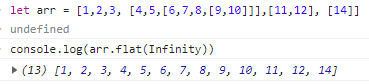 let arr = [1,2,3, [4,5,[6,7,8,[9,10]]],[11,12], [14]]
undefined
console.log(arr.flat(Infinity))
(13) [1, 2, 3, 4, 5, 6, 7, 8, 9, 10, 11, 12, 14]